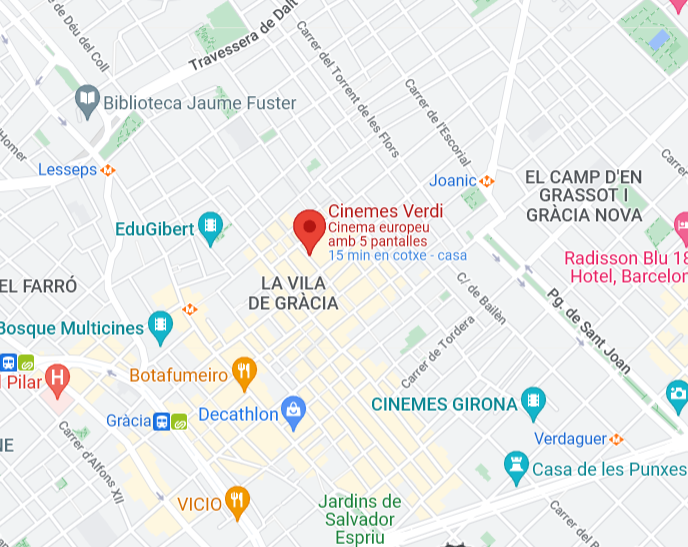 de Déu del Coll
Travessera de Dalt
Carrer del Torrent de les Flors
Biblioteca Jaume Fuster
Carrer de l'Escorial
Lesseps
Joanic
EL CAMP D'EN
GRASSOT I
GRÀCIA NOVA
Cinemes Verdi
Cinema europeu
amb 5 pantalles
15 min en cotxe - casa
EduGibert
Radisson Blu 18
Hotel, Barcelon
EL FARRÓ
LA VILA
DE GRÀCIA
C/ de Bailèn
Pg. de Sant Joan
Bosque Multicines
Carrer de Tordera
H
Pilar
Botafumeiro
CINEMES GIRONA
Gràcia
Decathlon
Verdaguer
Carrer d'Alfons XII
Casa de les Punxes
VICIO
Jardins de
Salvador
Espriu